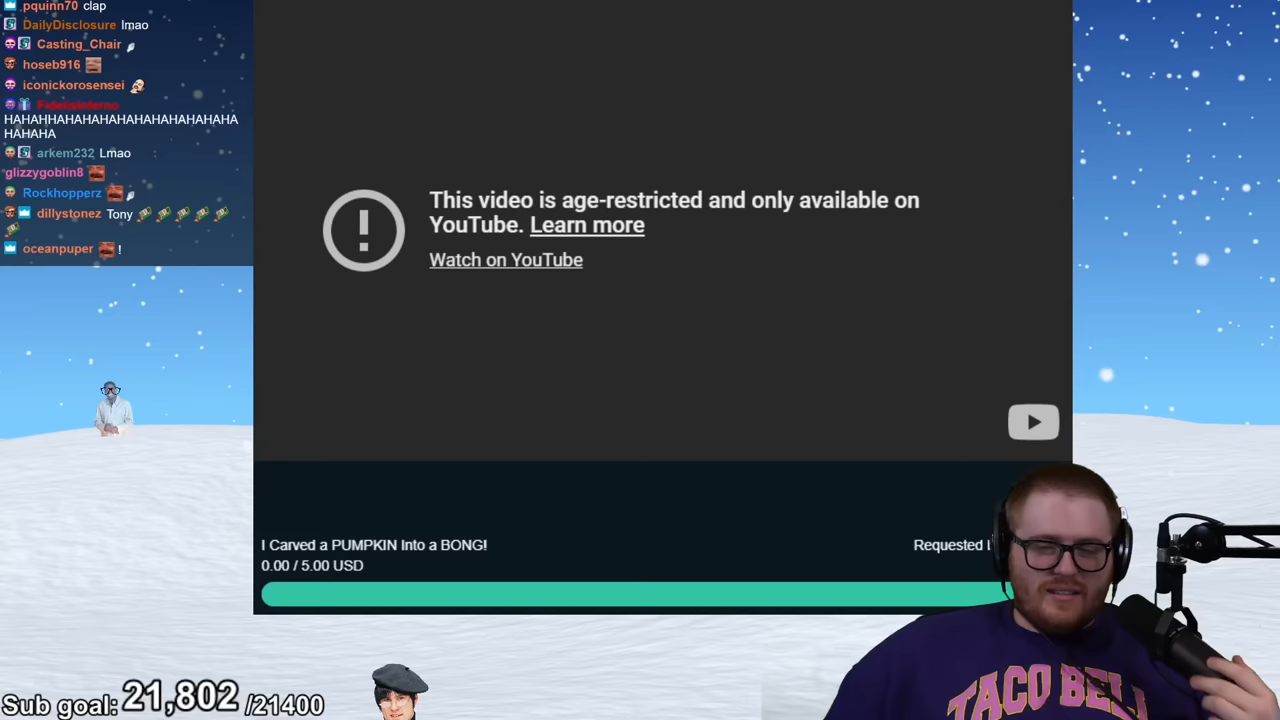 pquinn70 clap
DailyDisclosure lmao
Casting_Chair
hoseb916
iconickorosensei
FidelisInferno
HAHAHHAHAHAHAHAHAHAHAHAHA
HAHAHA
arkem232 Lmao
glizzygoblin8
Rockhopperz
dillystonez Tony
oceanpuper !
This video is age-restricted and only available on
YouTube. Learn more
Watch on YouTube
I Carved a PUMPKIN Into a BONG!
Requested
0.00 / 5.00 USD
TACO BELL
Sub goal: 21,802 /21400